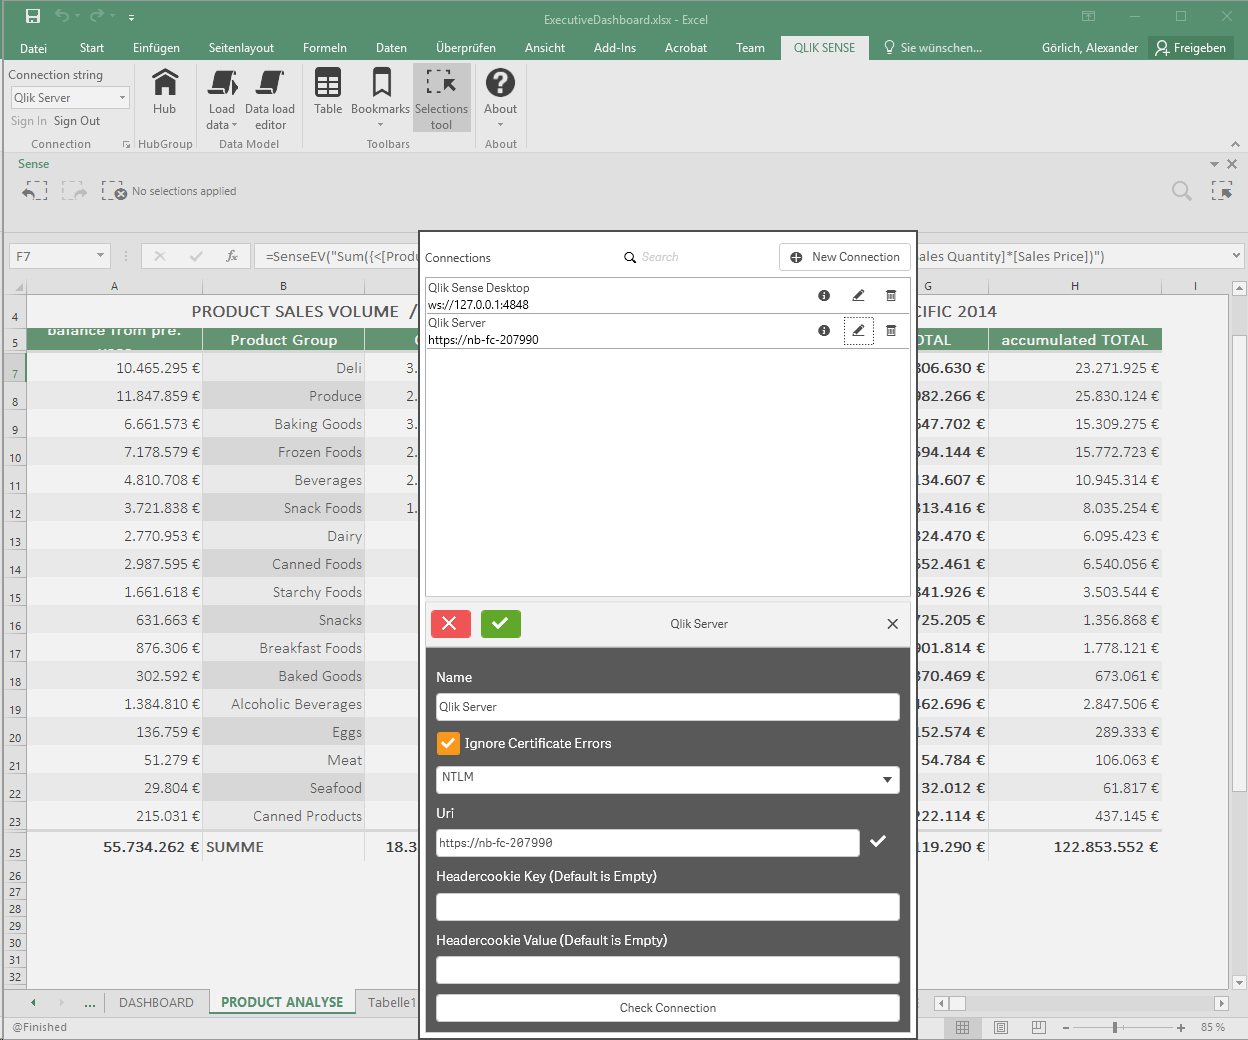 ExecutiveDashboard.xlsx - Excel
Datei Start Einfügen Seitenlayout Formeln Daten Überprüfen Ansicht Add-Ins Acrobat Team QLIK SENSE Sie wünschen... Görlich, Alexander Freigeben
Connection string
Qlik Server
Sign In Sign Out
Connection
Hub
HubGroup
Load data
Data load editor
Data Model
Table
Bookmarks
Selections tool
Toolbars
About
About
Sense
No selections applied
F7
fx
=SenseEV("Sum({<[Produ
ales Quantity]*[Sales Price])")
A B G H I
4 PRODUCT SALES VOLUME / CIFIC 2014
5 balance from pre. Product Group OTAL accumulated TOTAL
7 10.465.295 € Deli 3. 306.630 € 23.271.925 €
8 11.847.859 € Produce 2. 982.266 € 25.830.124 €
9 6.661.573 € Baking Goods 3. 647.702 € 15.309.275 €
10 7.178.579 € Frozen Foods 2. 594.144 € 15.772.723 €
11 4.810.708 € Beverages 2. 134.607 € 10.945.314 €
12 3.721.838 € Snack Foods 1. 313.416 € 8.035.254 €
13 2.770.953 € Dairy 324.470 € 6.095.423 €
14 2.987.595 € Canned Foods 552.461 € 6.540.056 €
15 1.661.618 € Starchy Foods 841.926 € 3.503.544 €
16 631.663 € Snacks 725.205 € 1.356.868 €
17 876.306 € Breakfast Foods 901.814 € 1.778.121 €
18 302.592 € Baked Goods 370.469 € 673.061 €
19 1.384.810 € Alcoholic Beverages 462.696 € 2.847.506 €
20 136.759 € Eggs 152.574 € 289.333 €
21 51.279 € Meat 54.784 € 106.063 €
22 29.804 € Seafood 32.012 € 61.817 €
23 215.031 € Canned Products 222.114 € 437.145 €
25 55.734.262 € SUMME 18.3 119.290 € 122.853.552 €
26
27
28
29
30
31
32
Connections
Search
New Connection
Qlik Sense Desktop
ws://127.0.0.1:4848
Qlik Server
https://nb-fc-207990
Qlik Server
Name
Qlik Server
Ignore Certificate Errors
NTLM
Uri
https://nb-fc-207990
Headercookie Key (Default is Empty)
Headercookie Value (Default is Empty)
Check Connection
... DASHBOARD PRODUCT ANALYSE Tabelle1
@Finished
85 %